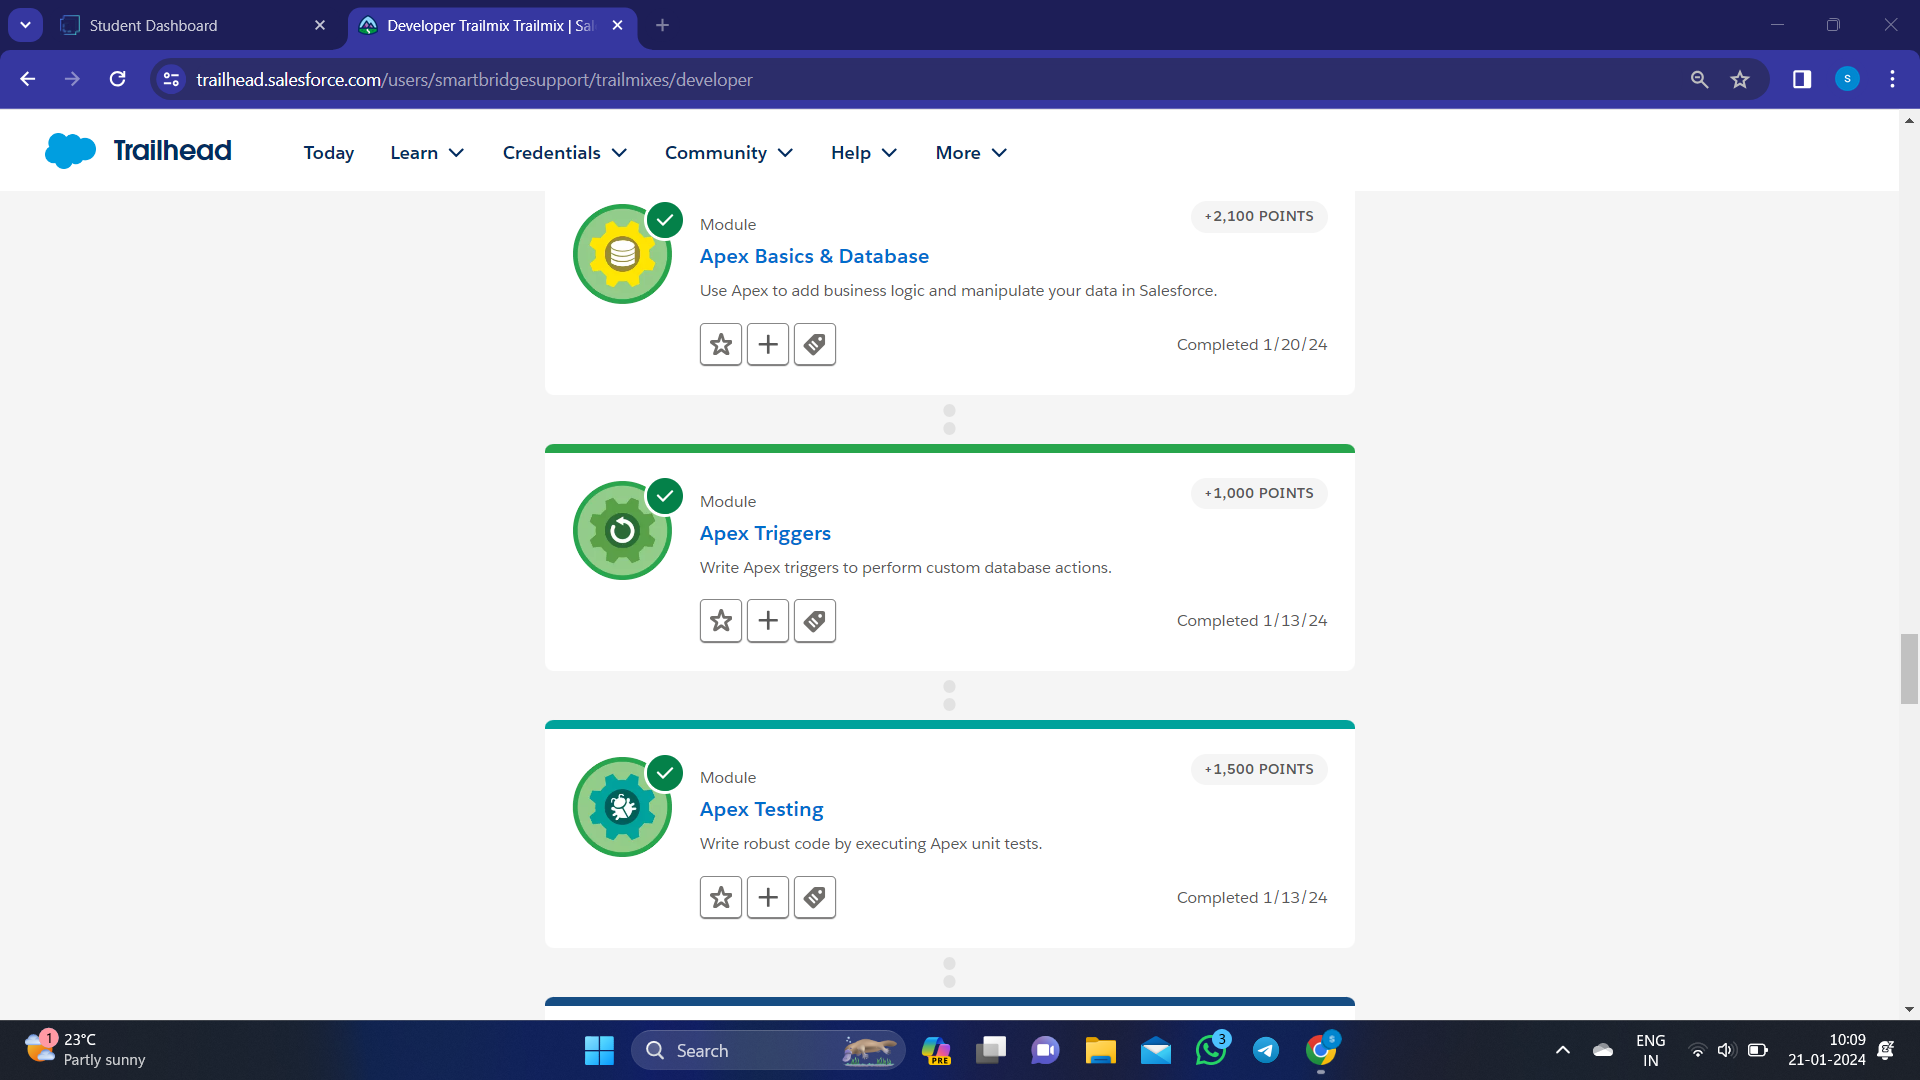 Student Dashboard
Developer Trailmix Trailmix | Sal
trailhead.salesforce.com/users/smartbridgesupport/trailmixes/developer
S
Trailhead
Today
Learn
Credentials
Community
Help
More
Module
+2,100 POINTS
Apex Basics & Database
Use Apex to add business logic and manipulate your data in Salesforce.
Completed 1/20/24
Module
+1,000 POINTS
Apex Triggers
Write Apex triggers to perform custom database actions.
Completed 1/13/24
Module
+1,500 POINTS
Apex Testing
Write robust code by executing Apex unit tests.
Completed 1/13/24
1
23°C
Partly sunny
Search
PRE
3
S
ENG
IN
10:09
21-01-2024